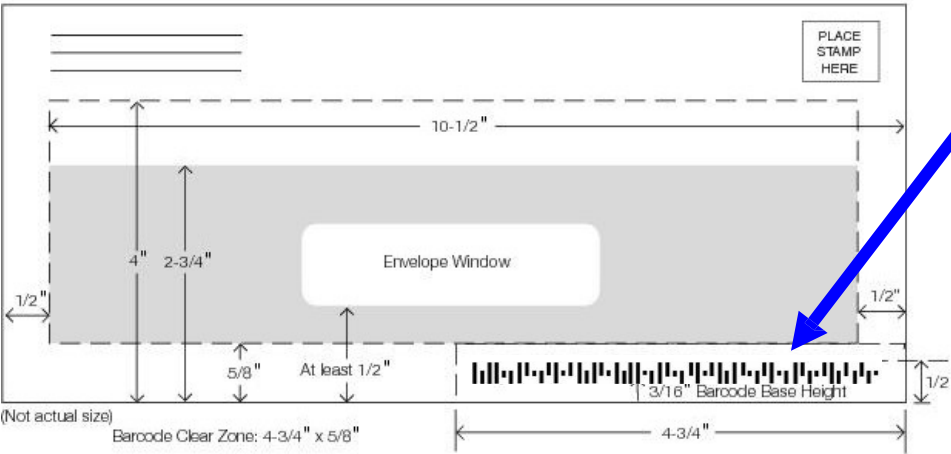 PLACE
STAMP
HERE
10-1/2"
4"
2-3/4"
Envelope Window
1/2"
1/2"
5/8"
At least 1/2"
3/16" Barcode Base Height
1/2
(Not actual size)
Barcode Clear Zone: 4-3/4" x 5/8"
4-3/4"